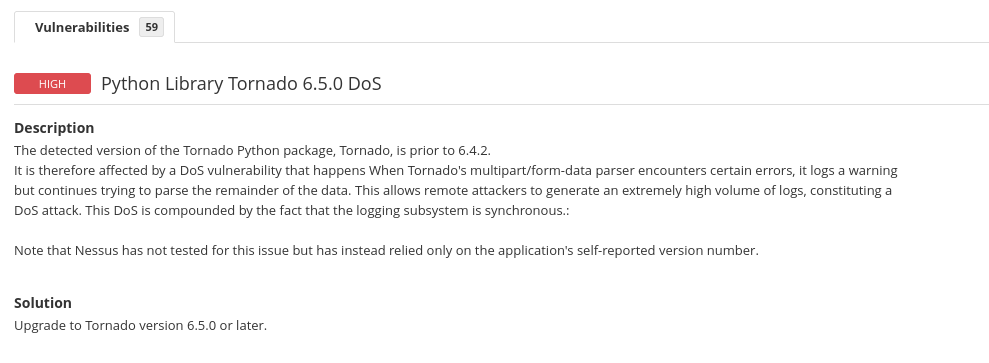 Vulnerabilities 59
HIGH Python Library Tornado 6.5.0 DoS
Description
The detected version of the Tornado Python package, Tornado, is prior to 6.4.2.
It is therefore affected by a DoS vulnerability that happens When Tornado's multipart/form-data parser encounters certain errors, it logs a warning
but continues trying to parse the remainder of the data. This allows remote attackers to generate an extremely high volume of logs, constituting a
DoS attack. This DoS is compounded by the fact that the logging subsystem is synchronous.:
Note that Nessus has not tested for this issue but has instead relied only on the application's self-reported version number.
Solution
Upgrade to Tornado version 6.5.0 or later.